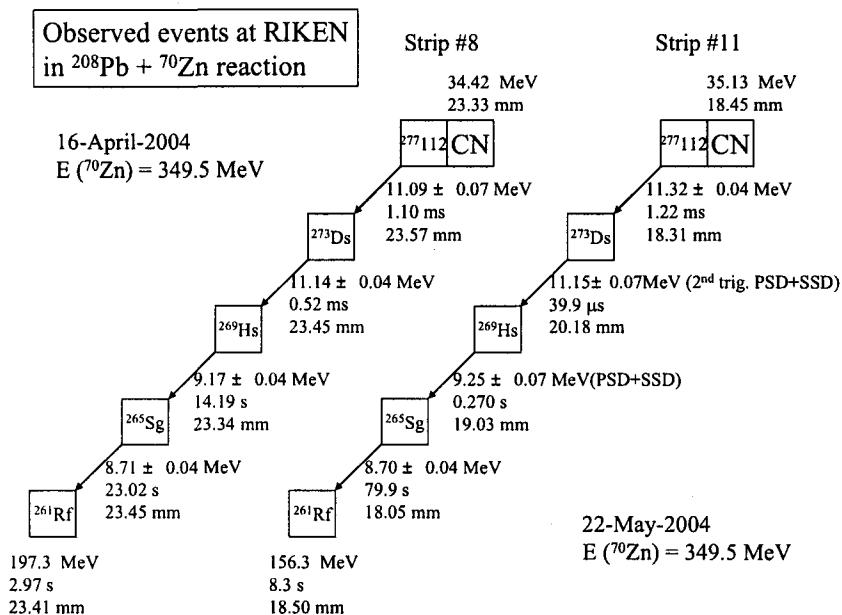 Observed events at RIKEN
in ²⁰⁸Pb + ⁷⁰Zn reaction
16-April-2004
E (⁷⁰Zn) = 349.5 MeV
Strip #8
34.42 MeV
23.33 mm
²⁷⁷112 CN
11.09 ± 0.07 MeV
1.10 ms
23.57 mm
²⁷³Ds
11.14 ± 0.04 MeV
0.52 ms
23.45 mm
²⁶⁹Hs
9.17 ± 0.04 MeV
14.19 s
23.34 mm
²⁶⁵Sg
8.71 ± 0.04 MeV
23.02 s
23.45 mm
²⁶¹Rf
197.3 MeV
2.97 s
23.41 mm
Strip #11
35.13 MeV
18.45 mm
²⁷⁷112 CN
11.32 ± 0.04 MeV
1.22 ms
18.31 mm
²⁷³Ds
11.15± 0.07MeV (2ⁿᵈ trig. PSD+SSD)
39.9 μs
20.18 mm
²⁶⁹Hs
9.25 ± 0.07 MeV(PSD+SSD)
0.270 s
19.03 mm
²⁶⁵Sg
8.70 ± 0.04 MeV
79.9 s
18.05 mm
²⁶¹Rf
156.3 MeV
8.3 s
18.50 mm
22-May-2004
E (⁷⁰Zn) = 349.5 MeV